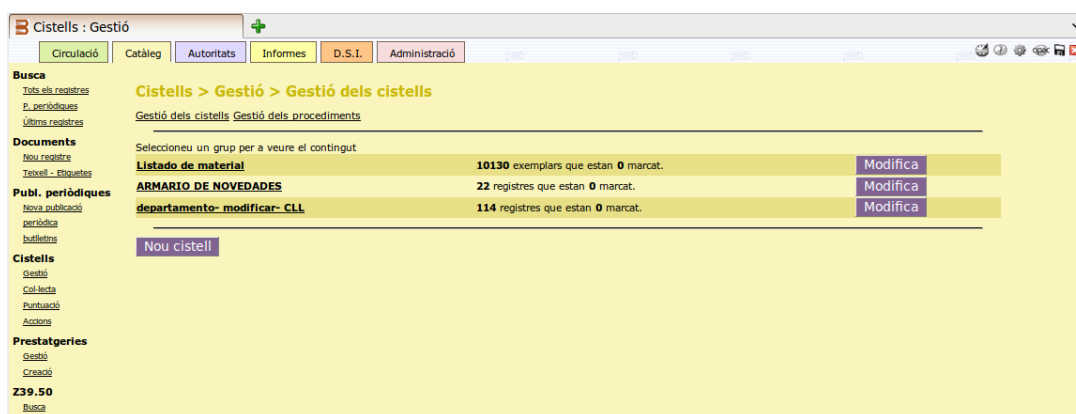 Cistells : Gestió
Circulació Catàleg Autoritats Informes D.S.I. Administració
Busca
Tots els registres
P. periòdiques
Últims registres
Documents
Nou registre
Teixell - Etiquetes
Publ. periòdiques
Nova publicació
periòdica
butlletins
Cistells
Gestió
Col·lecta
Puntuació
Accions
Prestatgeries
Gestió
Creació
Z39.50
Busca
Cistells > Gestió > Gestió dels cistells
Gestió dels cistells Gestió dels procediments
Seleccioneu un grup per a veure el contingut
Listado de material 10130 exemplars que estan 0 marcat. Modifica
ARMARIO DE NOVEDADES 22 registres que estan 0 marcat. Modifica
departamento- modificar- CLL 114 registres que estan 0 marcat. Modifica
Nou cistell